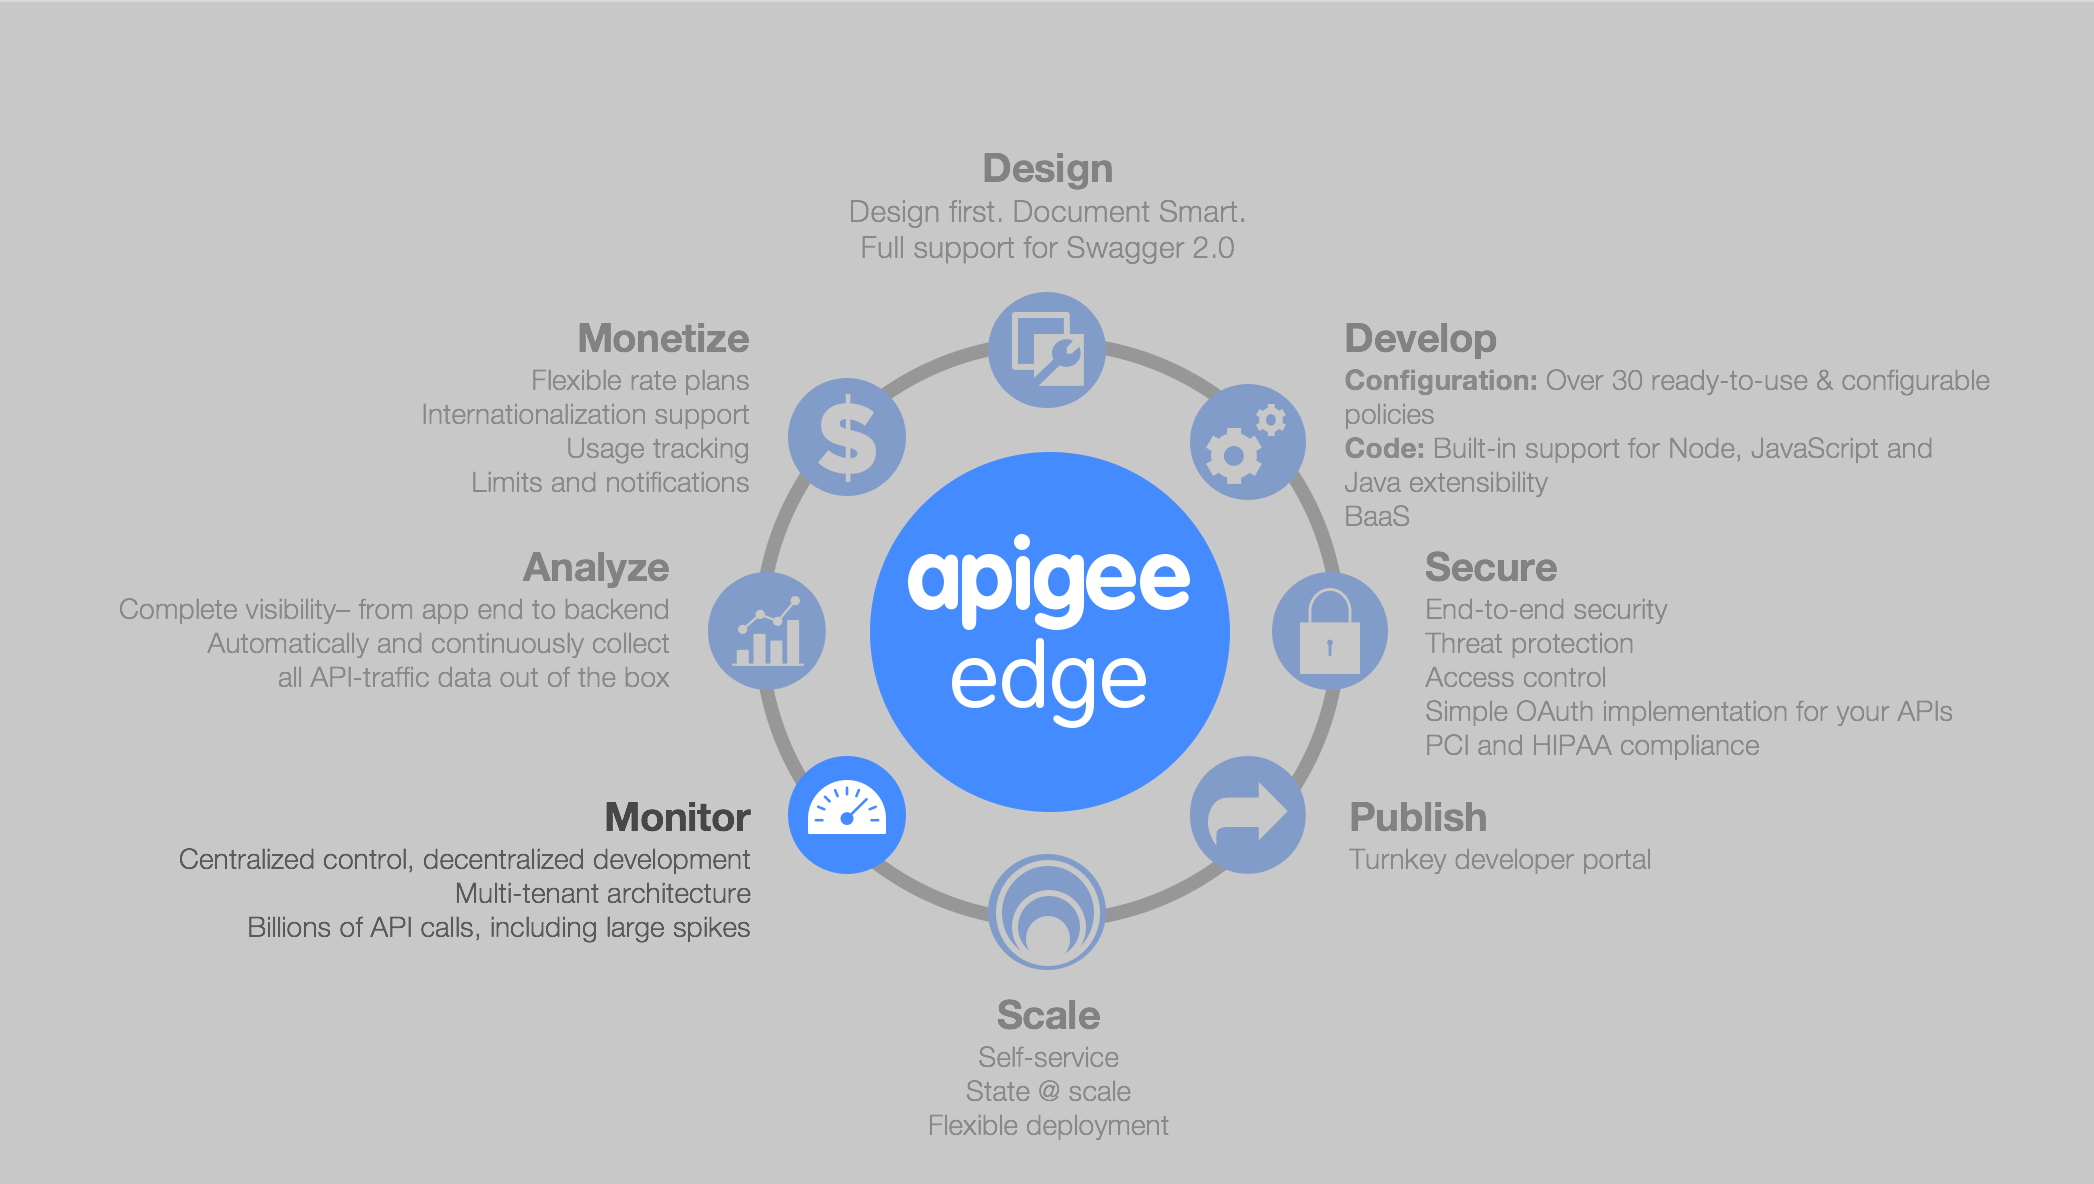 Design
Design first. Document Smart.
Full support for Swagger 2.0
Monetize
Flexible rate plans
Internationalization support
Usage tracking
Limits and notifications
Develop
Configuration: Over 30 ready-to-use & configurable
policies
Code: Built-in support for Node, JavaScript and
Java extensibility
BaaS
apigee
edge
Analyze
Complete visibility– from app end to backend
Automatically and continuously collect
all API-traffic data out of the box
Secure
End-to-end security
Threat protection
Access control
Simple OAuth implementation for your APIs
PCI and HIPAA compliance
Monitor
Centralized control, decentralized development
Multi-tenant architecture
Billions of API calls, including large spikes
Publish
Turnkey developer portal
Scale
Self-service
State @ scale
Flexible deployment